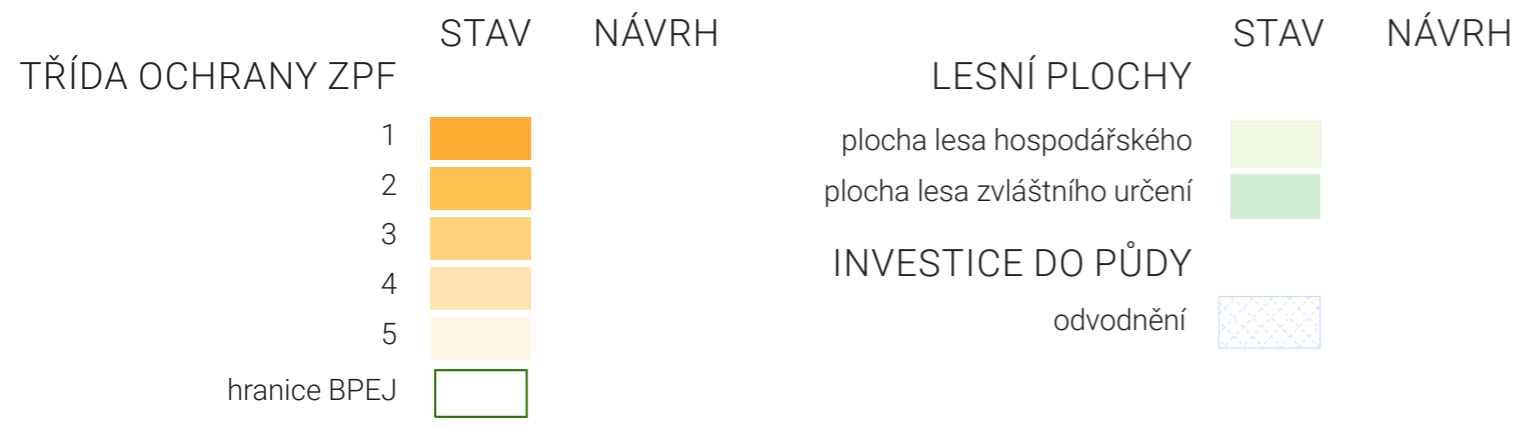 STAV NÁVRH
TŘÍDA OCHRANY ZPF
1
2
3
4
5
hranice BPEJ
STAV NÁVRH
LESNÍ PLOCHY
plocha lesa hospodářského
plocha lesa zvláštního určení
INVESTICE DO PŮDY
odvodnění